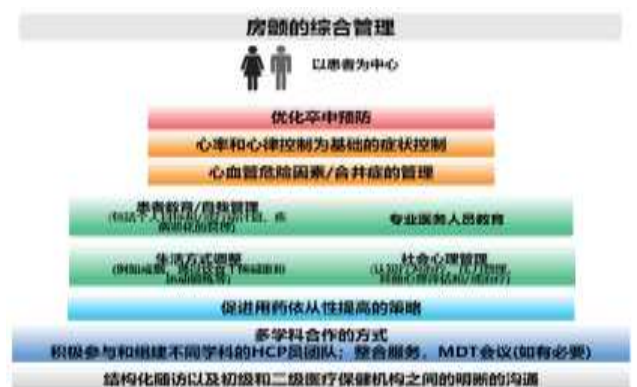 房颤的综合管理
以患者为中心
优化卒中预防
心率和心律控制为基础的症状控制
心血管危险因素/合并症的管理
患者教育/自我管理
专业医务人员教育
生活方式调整
社会心理管理
促进用药依从性提高的策略
多学科合作的方式
积极参与和组建不同学科的HCP员团队；整合服务，MDT会议(如有必要)
结构化随访以及初级和二级医疗保健机构之间的明晰的沟通